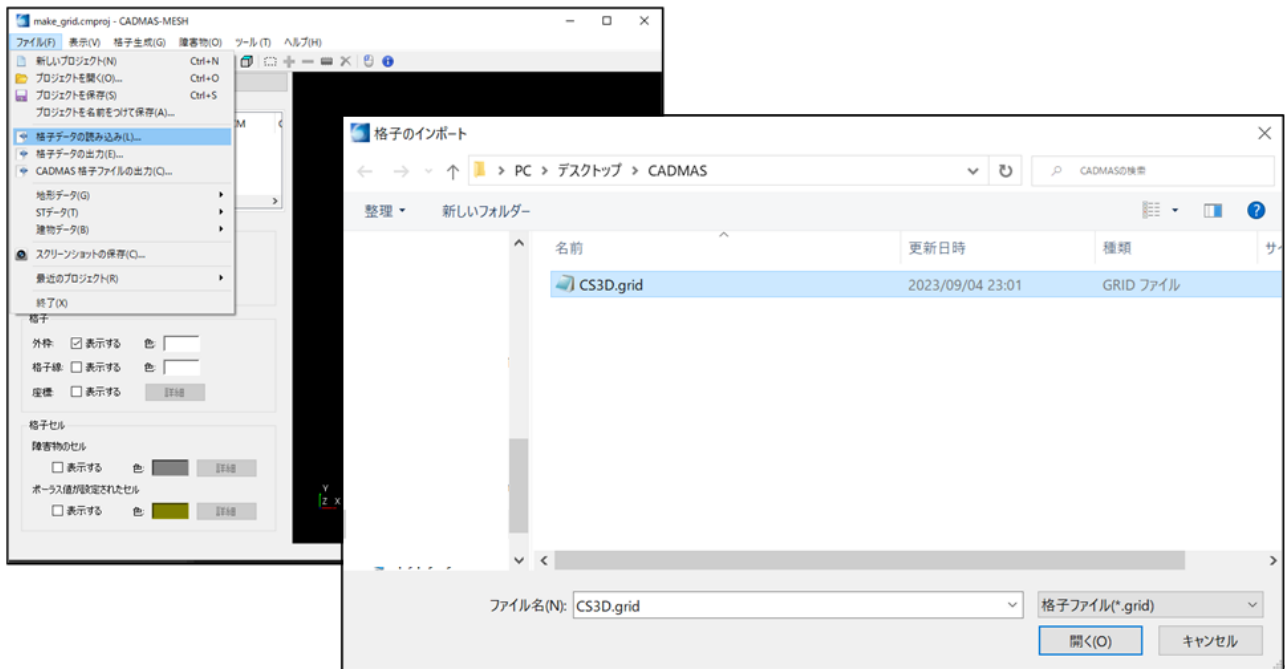 make_grid.cmproj - CADMAS-MESH
ファイル(F) 表示(V) 格子生成(G) 障害物(O) ツール(T) ヘルプ(H)
新しいプロジェクト(N) Ctrl+N
プロジェクトを開く(O)... Ctrl+O
プロジェクトを保存(S) Ctrl+S
プロジェクトを名前をつけて保存(A)...
格子データの読み込み(L)...
格子データの出力(E)...
CADMAS 格子ファイルの出力(C)...
地形データ(G)
STデータ(T)
建物データ(B)
スクリーンショットの保存(C)...
最近のプロジェクト(R)
終了(X)
格子
外枠: 表示する 色:
格子線: 表示する 色:
座標: 表示する 詳細
格子セル
障害物のセル
表示する 色: 詳細
ポーラス値が設定されたセル
表示する 色: 詳細
Y
Z X
格子のインポート
PC > デスクトップ > CADMAS
CADMASの検索
整理 新しいフォルダー
名前 更新日時 種類
CS3D.grid 2023/09/04 23:01 GRID ファイル
ファイル名(N): CS3D.grid 格子ファイル(*.grid)
開く(O) キャンセル